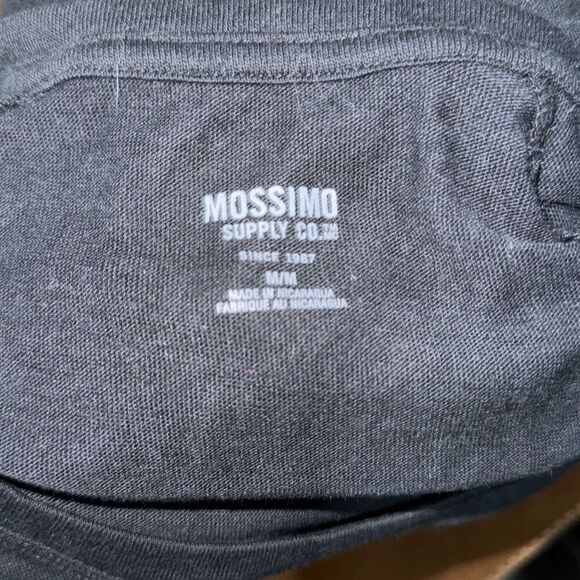 MOSSIMO
SUPPLY CO.
SINCE 1987
M/M
MADE IN NICARAGUA
FABRIQUE AU NICARAGUA